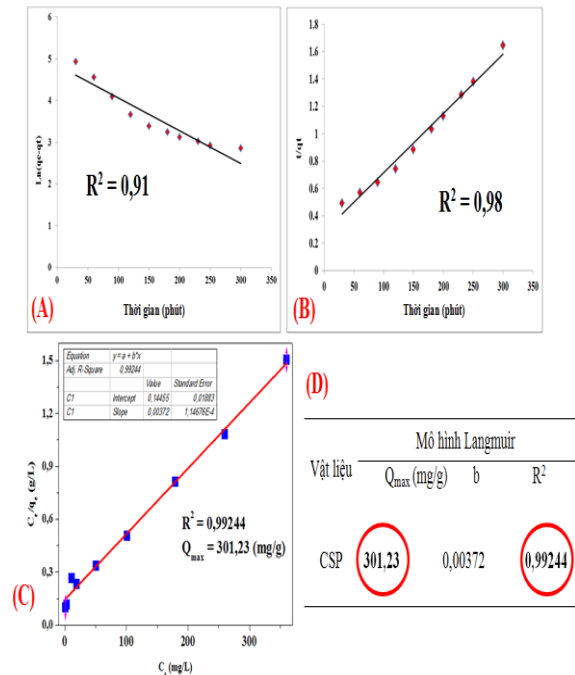 6
5
4
3
2
1
0
Ln(qe-qt)
R² = 0,91
0 50 100 150 200 250 300 350
(A)
Thời gian (phút)
1.8
1.6
1.4
1.2
1
0.8
0.6
0.4
0.2
0
t/qt
R² = 0,98
0 50 100 150 200 250 300 350
(B)
Thời gian (phút)
1,5
1,2
0,9
0,6
0,3
0,0
Cₑ/qₑ (g/L)
Equation y = a + b*x
Adj. R-Square 0,99244
Value Standard Error
C1 Intercept 0,14455 0,01883
C1 Slope 0,00372 1,14676E-4
R² = 0,99244
Qmax = 301,23 (mg/g)
(C)
0 100 200 300
Cₑ (mg/L)
(D)
Mô hình Langmuir
Vật liệu
Qmax (mg/g) b R²
CSP 301,23 0,00372 0,99244